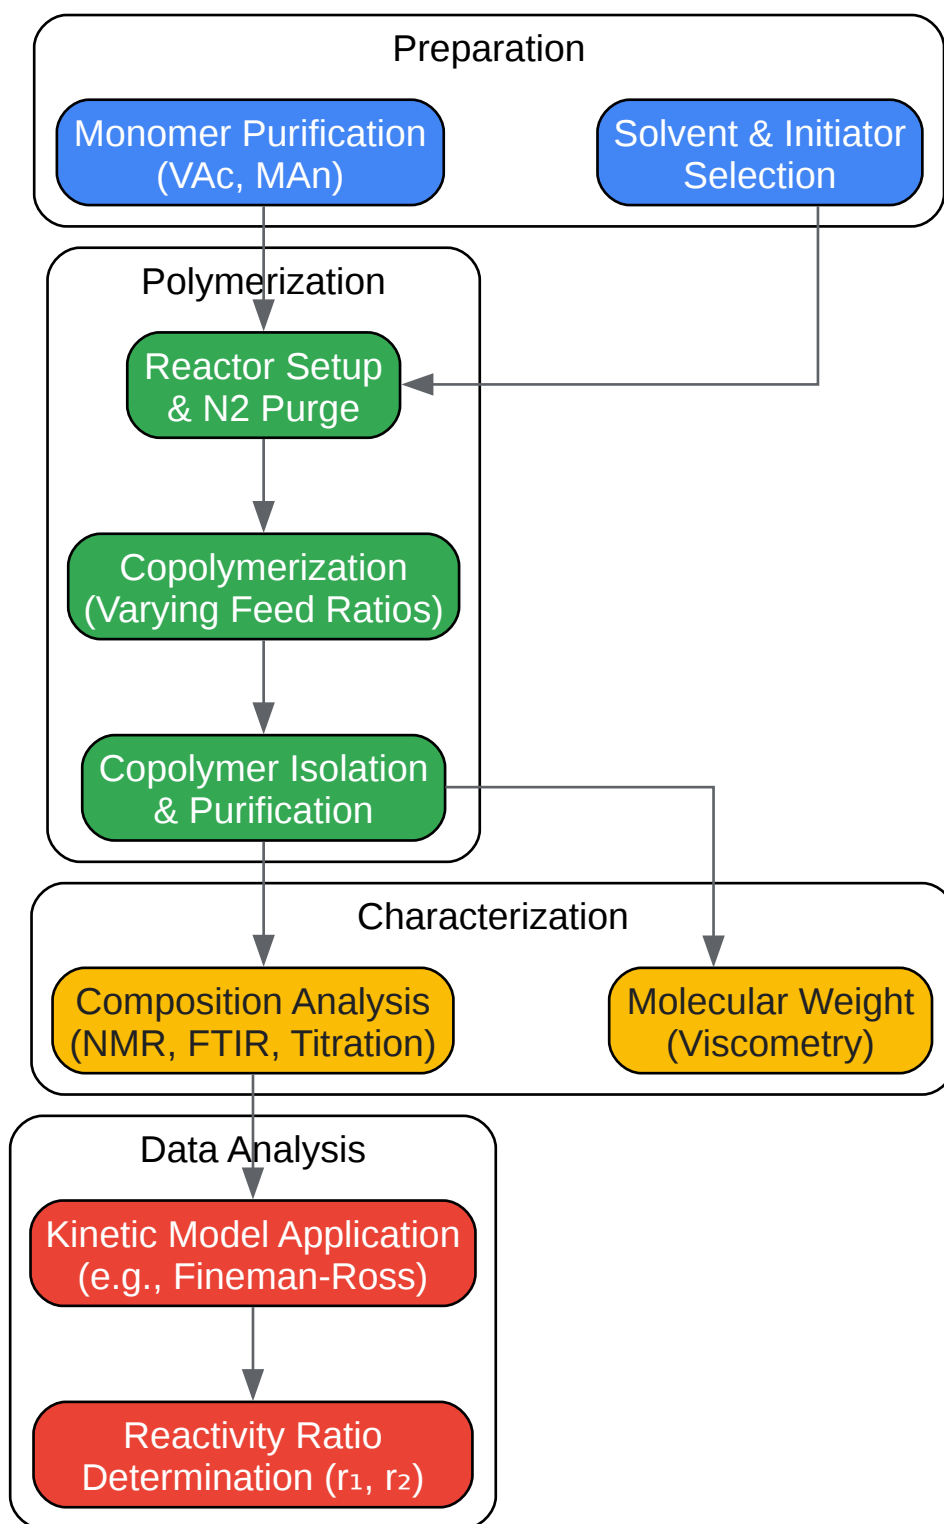 Preparation
Monomer Purification
(VAc, MAn)
Solvent & Initiator
Selection
Polymerization
Reactor Setup
& N2 Purge
Copolymerization
(Varying Feed Ratios)
Copolymer Isolation
& Purification
Characterization
Composition Analysis
(NMR, FTIR, Titration)
Molecular Weight
(Viscometry)
Data Analysis
Kinetic Model Application
(e.g., Fineman-Ross)
Reactivity Ratio
Determination (r₁, r₂)